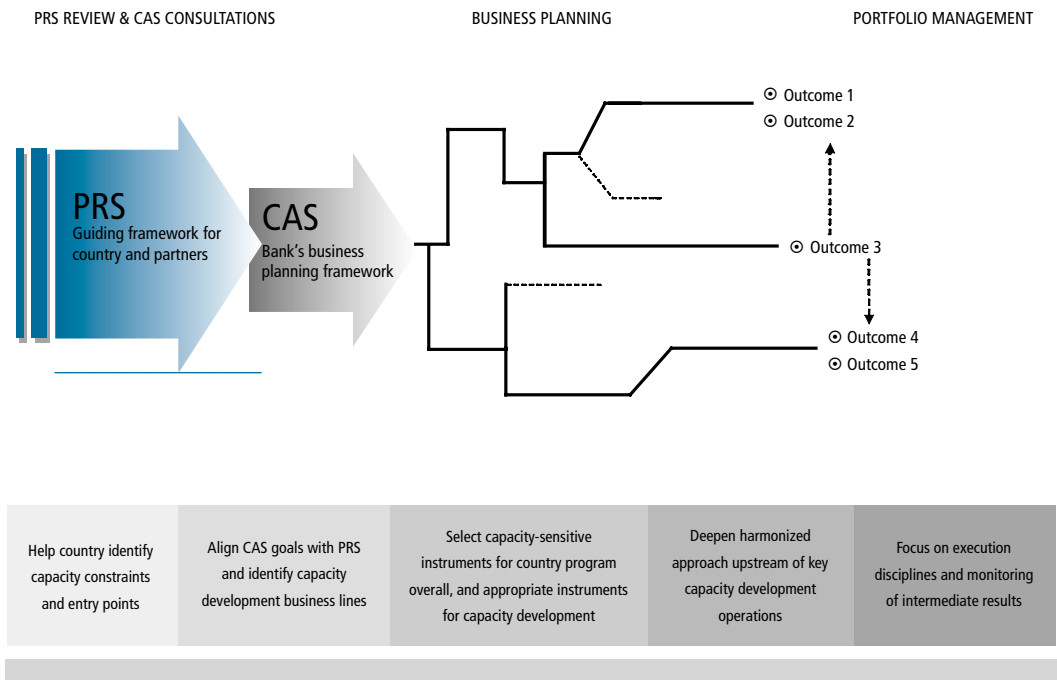 PRS REVIEW & CAS CONSULTATIONS
BUSINESS PLANNING
PORTFOLIO MANAGEMENT
PRS
Guiding framework for
country and partners
CAS
Bank's business
planning framework
Outcome 1
Outcome 2
Outcome 3
Outcome 4
Outcome 5
Help country identify
capacity constraints
and entry points
Align CAS goals with PRS
and identify capacity
development business lines
Select capacity-sensitive
instruments for country program
overall, and appropriate instruments
for capacity development
Deepen harmonized
approach upstream of key
capacity development
operations
Focus on execution
disciplines and monitoring
of intermediate results